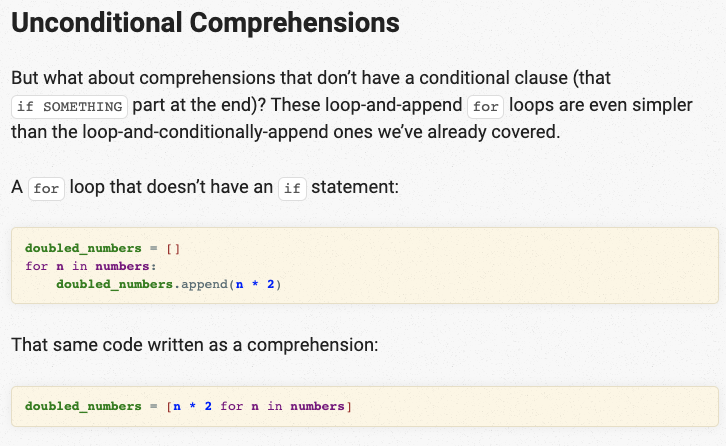 Unconditional Comprehensions
But what about comprehensions that don’t have a conditional clause (that
if SOMETHING part at the end)? These loop-and-append for loops are even simpler
than the loop-and-conditionally-append ones we’ve already covered.
A for loop that doesn’t have an if statement:
doubled_numbers = []
for n in numbers:
    doubled_numbers.append(n * 2)
That same code written as a comprehension:
doubled_numbers = [n * 2 for n in numbers]